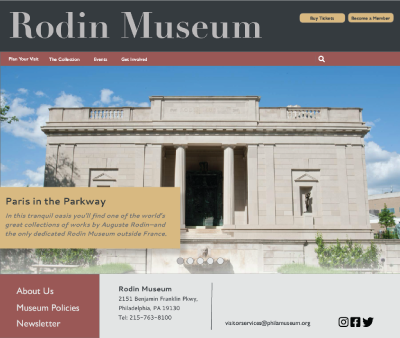 Rodin Museum
Buy Tickets
Become a Member
Plan Your Visit
The Collection
Events
Get Involved
Paris in the Parkway
In this tranquil oasis you'll find one of the world's
great collections of works by Auguste Rodin-and
the only dedicated Rodin Museum outside France.
About Us
Museum Policies
Newsletter
Rodin Museum
2151 Benjamin Franklin Pkwy,
Philadelphia, PA 19130
Tel: 215-763-8100
visitorservices@philamuseum.org